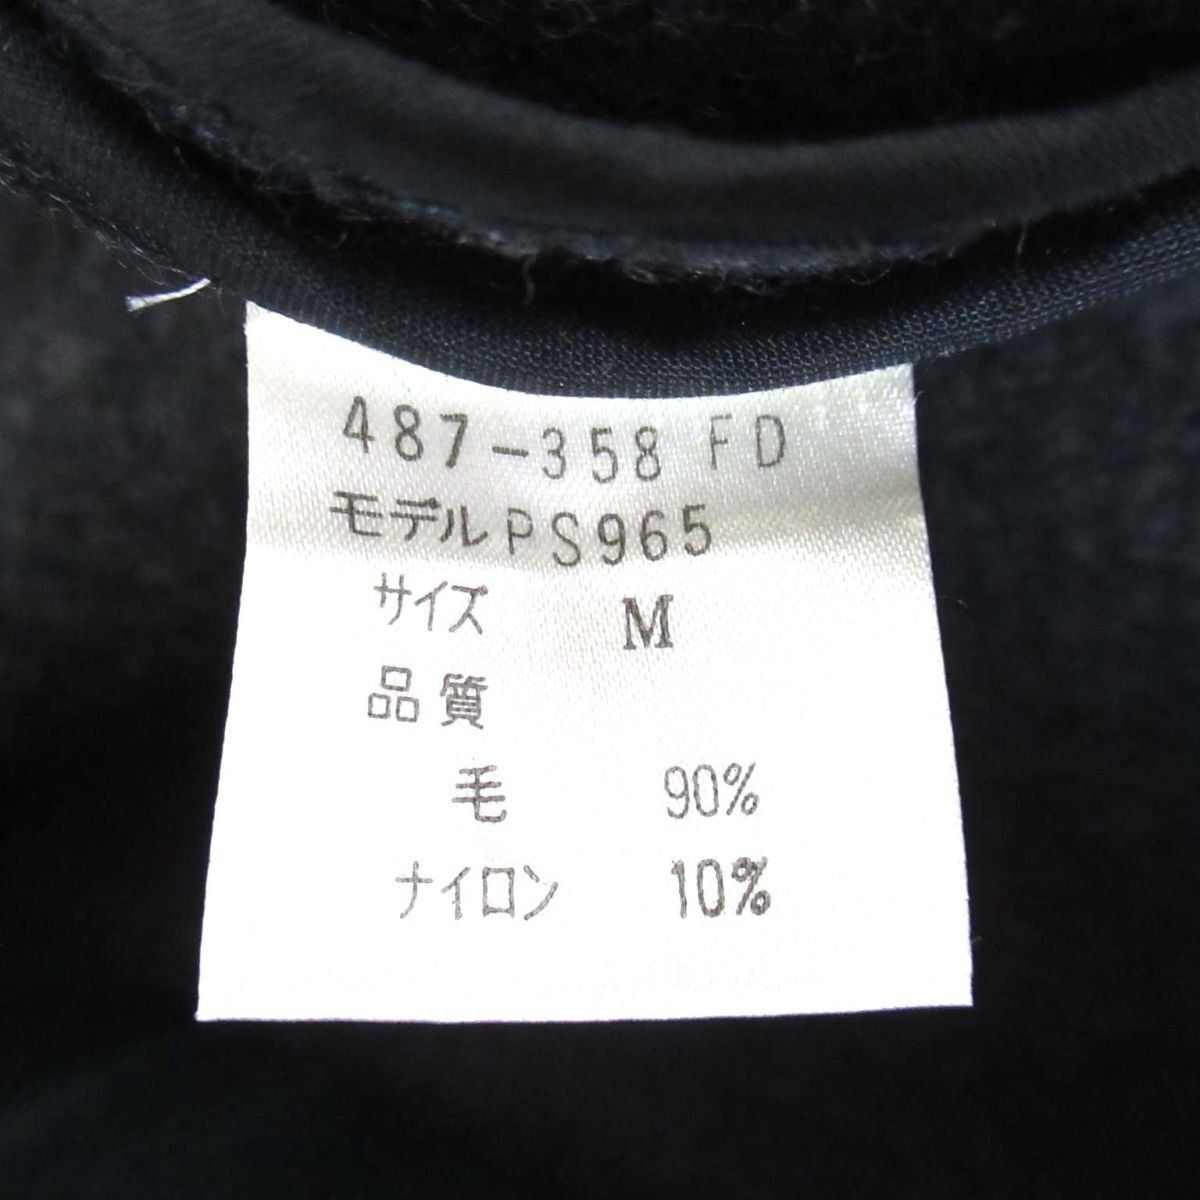 487-358 FD
モデルPS965
サイズ M
品質
毛 90%
ナイロン 10%